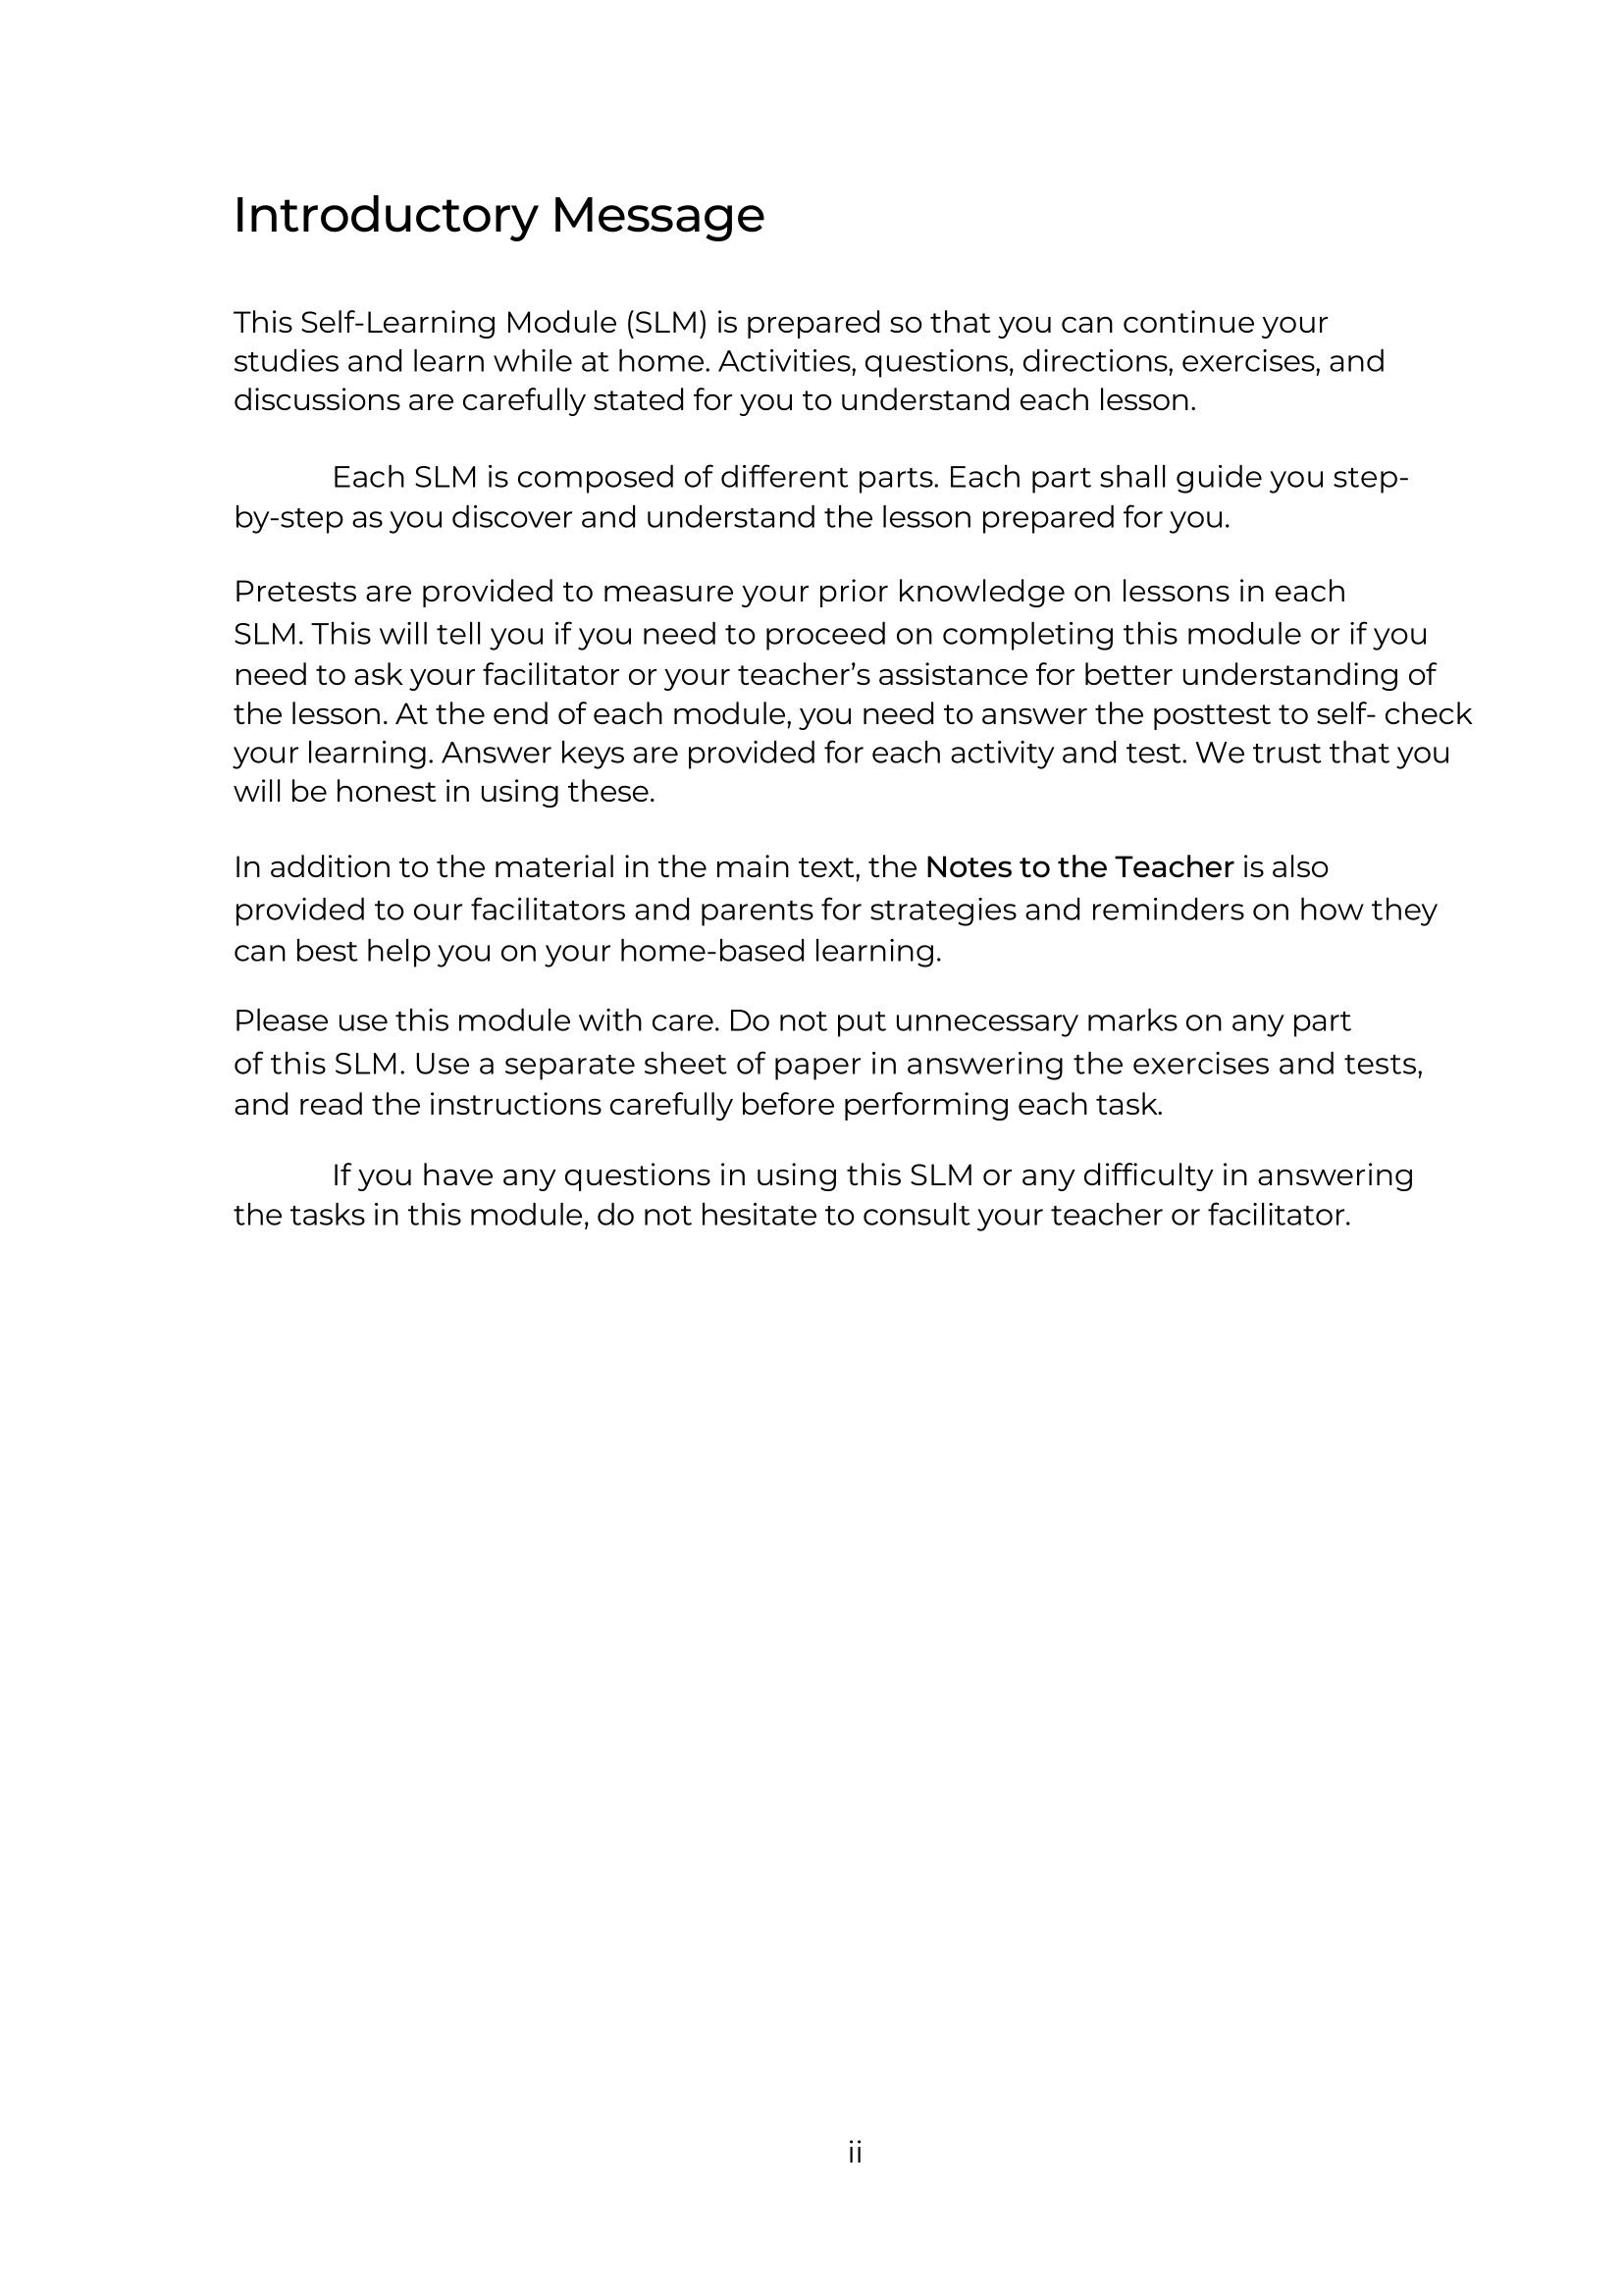 Introductory Message
This Self-Learning Module (SLM) is prepared so that you can continue your
studies and learn while at home. Activities, questions, directions, exercises, and
discussions are carefully stated for you to understand each lesson.
Each SLM is composed of different parts. Each part shall guide you step-
by-step as you discover and understand the lesson prepared for you.
Pretests are provided to measure your prior knowledge on lessons in each
SLM. This will tell you if you need to proceed on completing this module or if you
need to ask your facilitator or your teacher’s assistance for better understanding of
the lesson. At the end of each module, you need to answer the posttest to self- check
your learning. Answer keys are provided for each activity and test. We trust that you
will be honest in using these.
In addition to the material in the main text, the Notes to the Teacher is also
provided to our facilitators and parents for strategies and reminders on how they
can best help you on your home-based learning.
Please use this module with care. Do not put unnecessary marks on any part
of this SLM. Use a separate sheet of paper in answering the exercises and tests,
and read the instructions carefully before performing each task.
If you have any questions in using this SLM or any difficulty in answering
the tasks in this module, do not hesitate to consult your teacher or facilitator.
ii